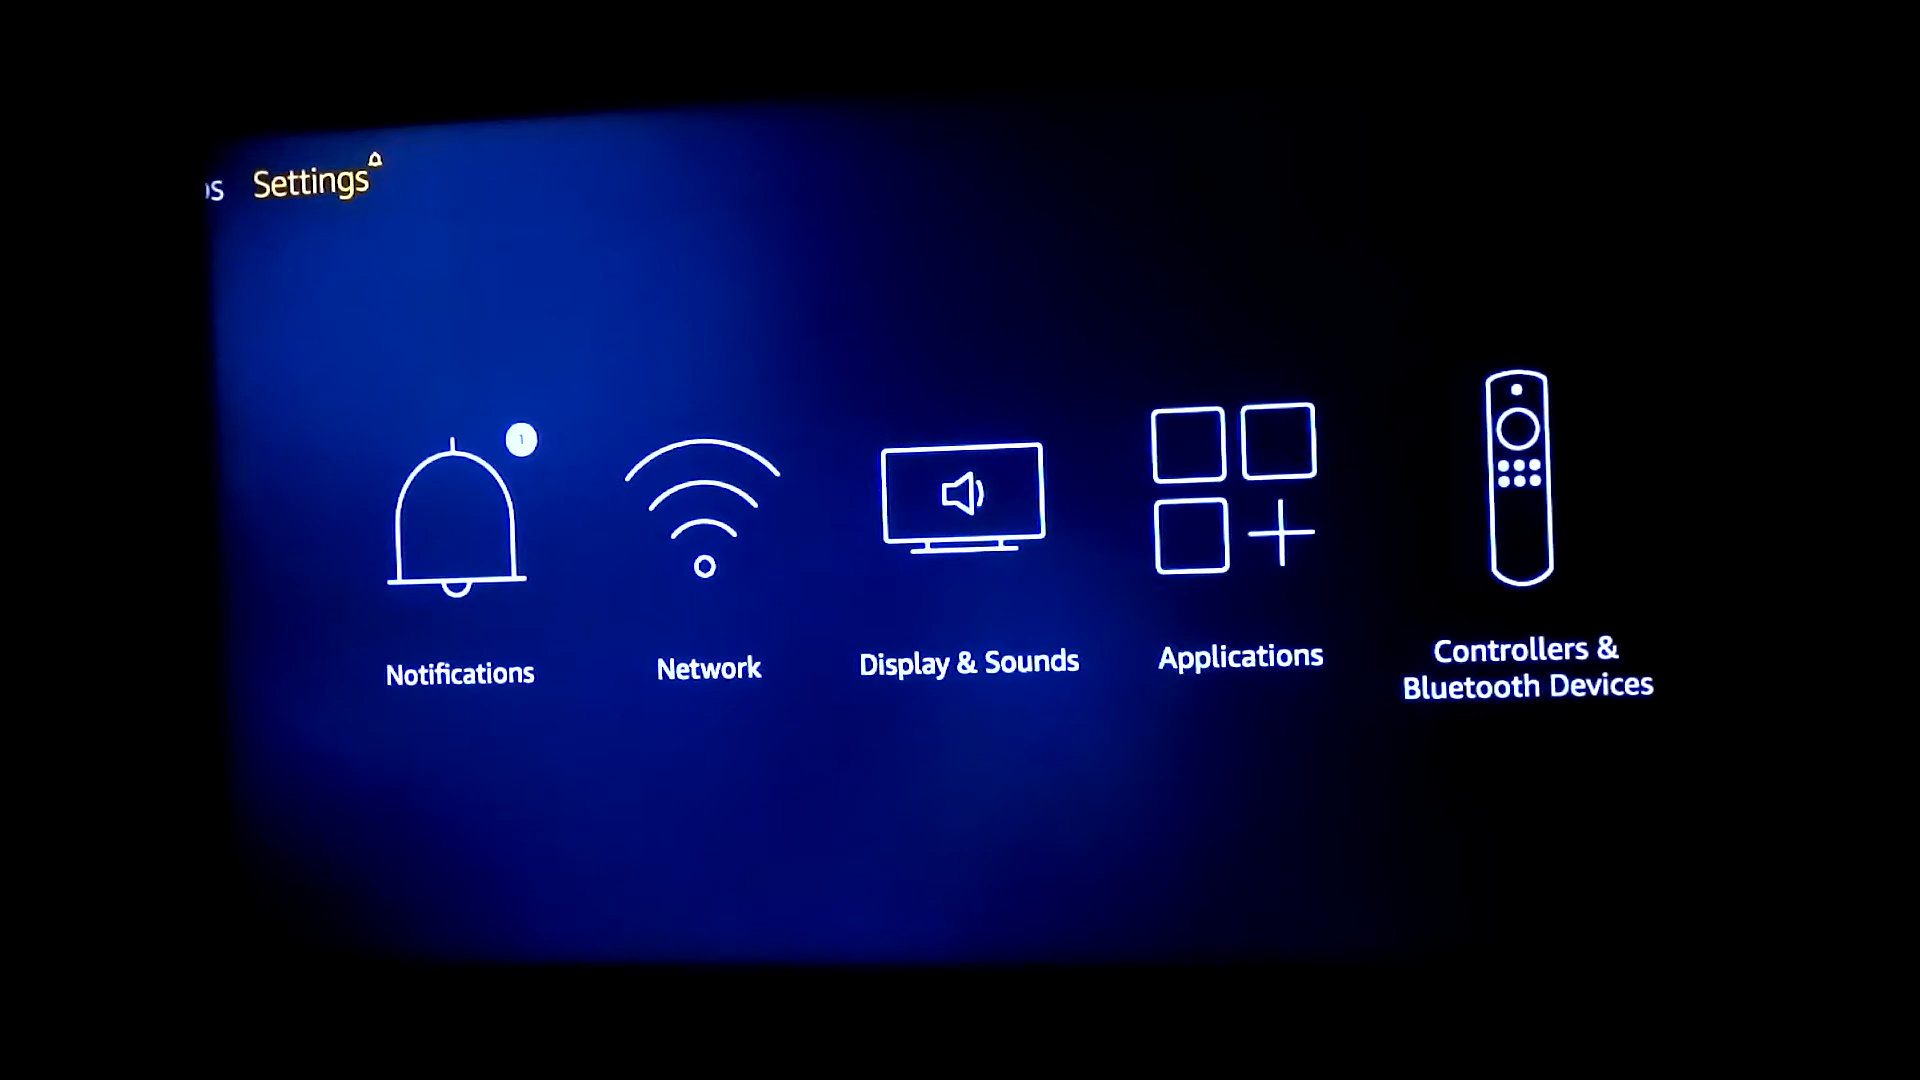 Settings
1
Notifications
Network
Display & Sounds
Applications
Controllers &
Bluetooth Devices